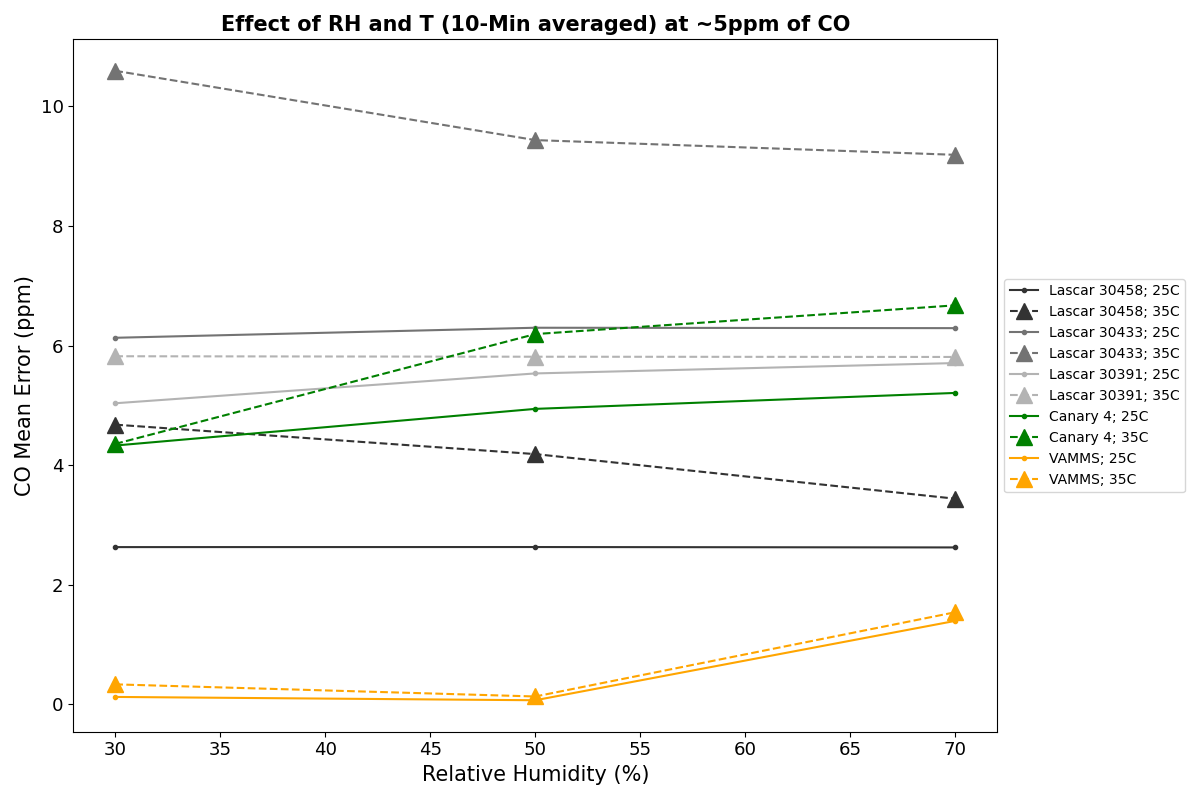 Effect of RH and T (10-Min averaged) at ~5ppm of CO
CO Mean Error (ppm)
10
8
6
4
2
0
30 35 40 45 50 55 60 65 70
Relative Humidity (%)
Lascar 30458; 25C
Lascar 30458; 35C
Lascar 30433; 25C
Lascar 30433; 35C
Lascar 30391; 25C
Lascar 30391; 35C
Canary 4; 25C
Canary 4; 35C
VAMMS; 25C
VAMMS; 35C